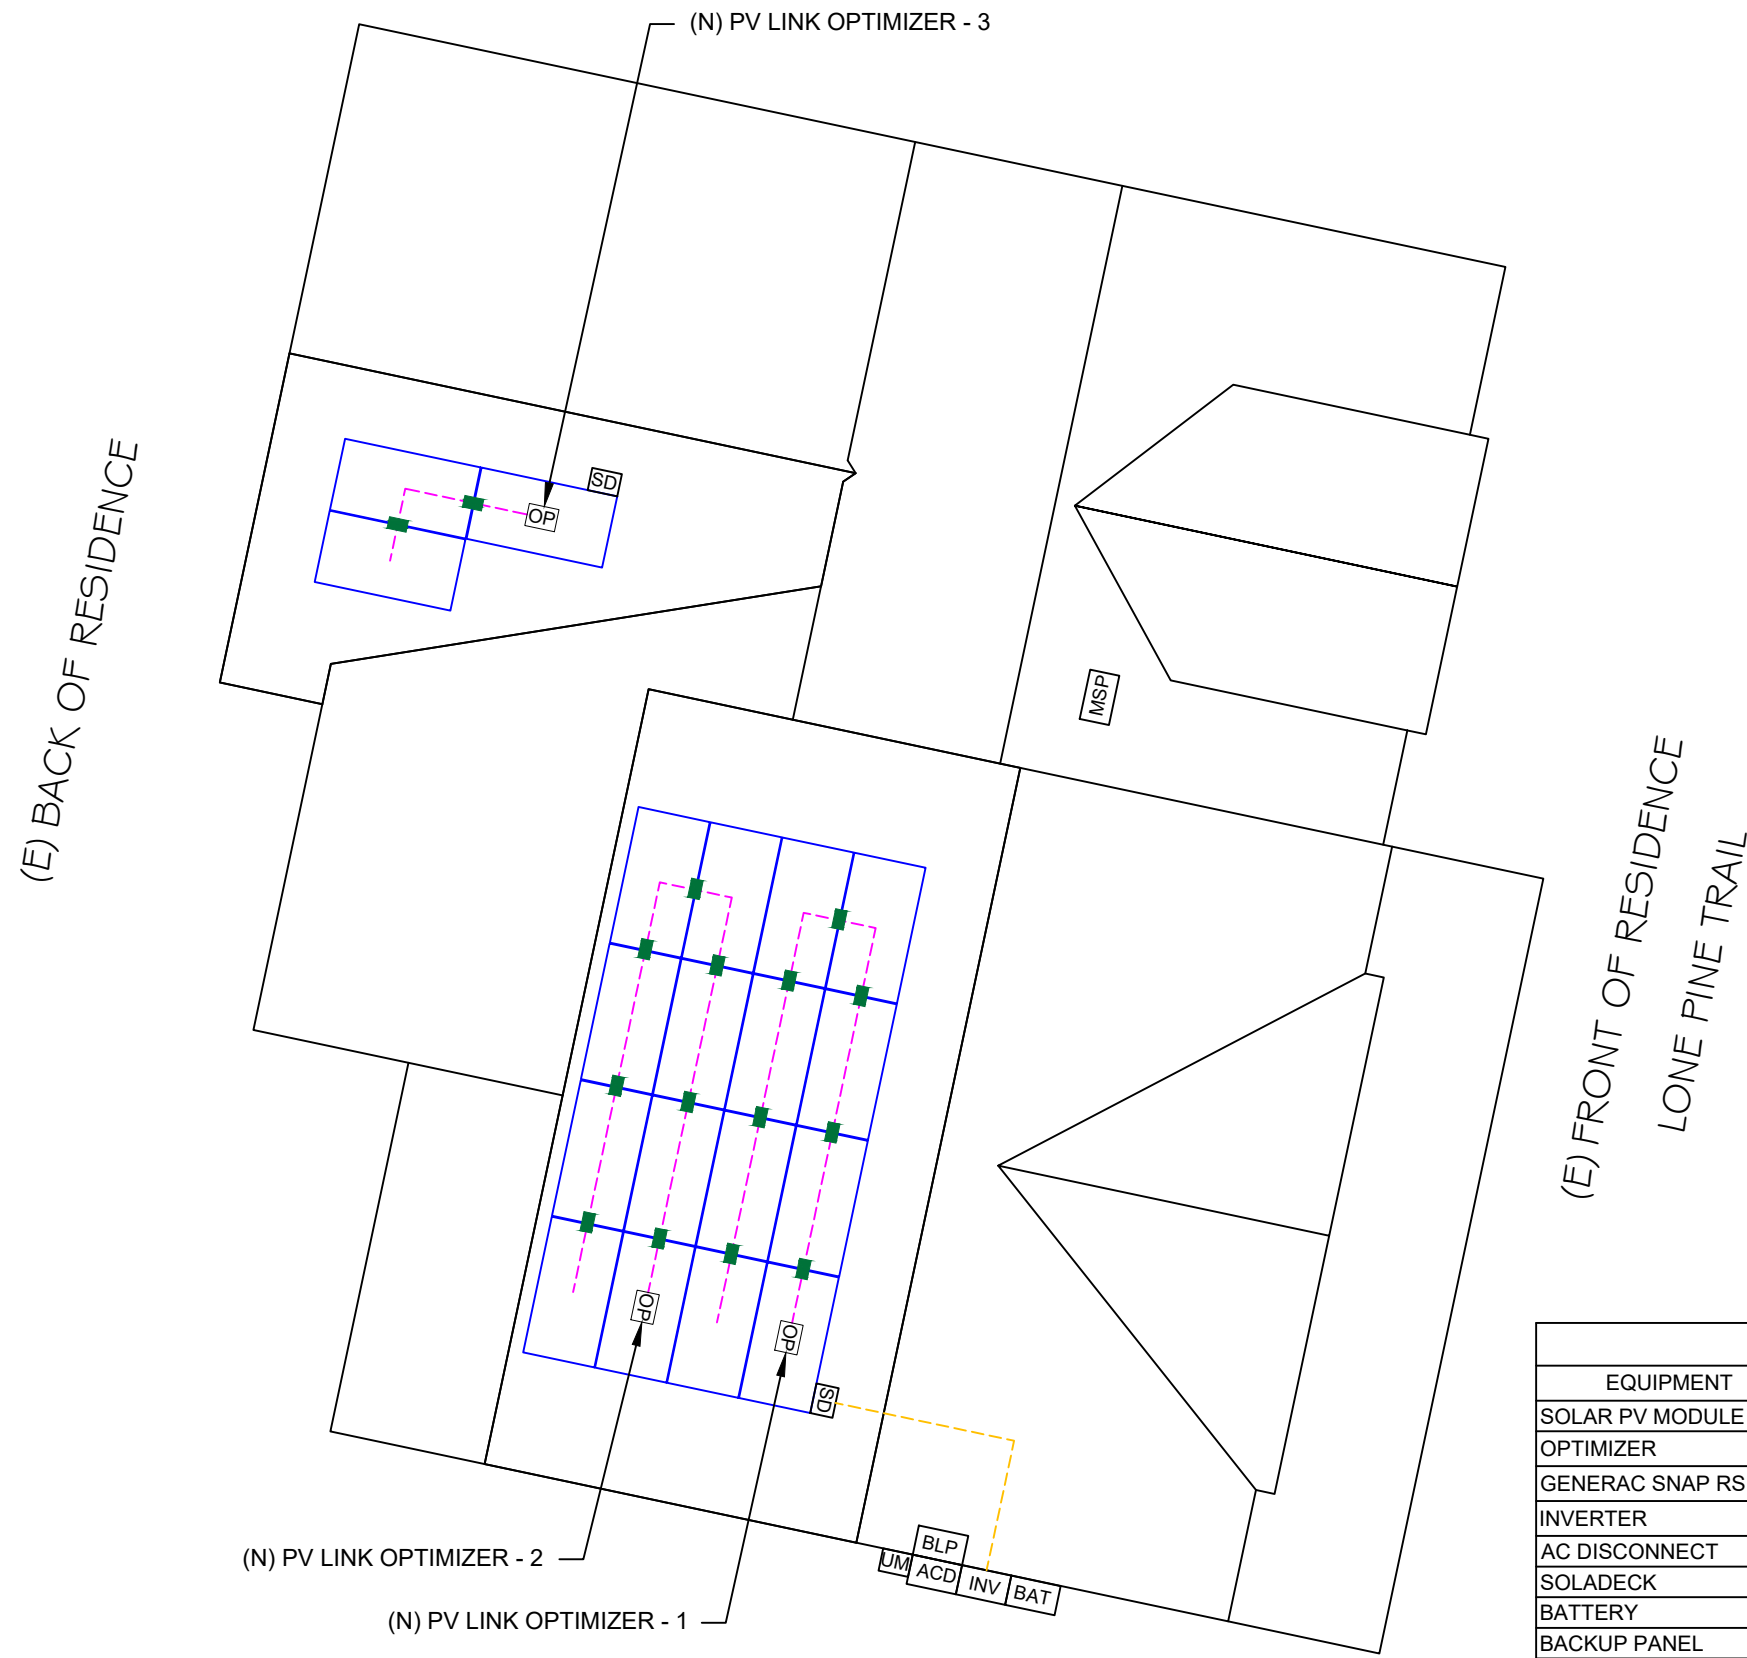 (N) PV LINK OPTIMIZER - 3
SD
OP
(E) BACK OF RESIDENCE
MSP
(E) FRONT OF RESIDENCE
LONE PINE TRAIL
OP
OP
SD
(N) PV LINK OPTIMIZER - 2
(N) PV LINK OPTIMIZER - 1
BLP
UM
ACD
INV
BAT
EQUIPMENT
SOLAR PV MODULE
OPTIMIZER
GENERAC SNAP RS
INVERTER
AC DISCONNECT
SOLADECK
BATTERY
BACKUP PANEL